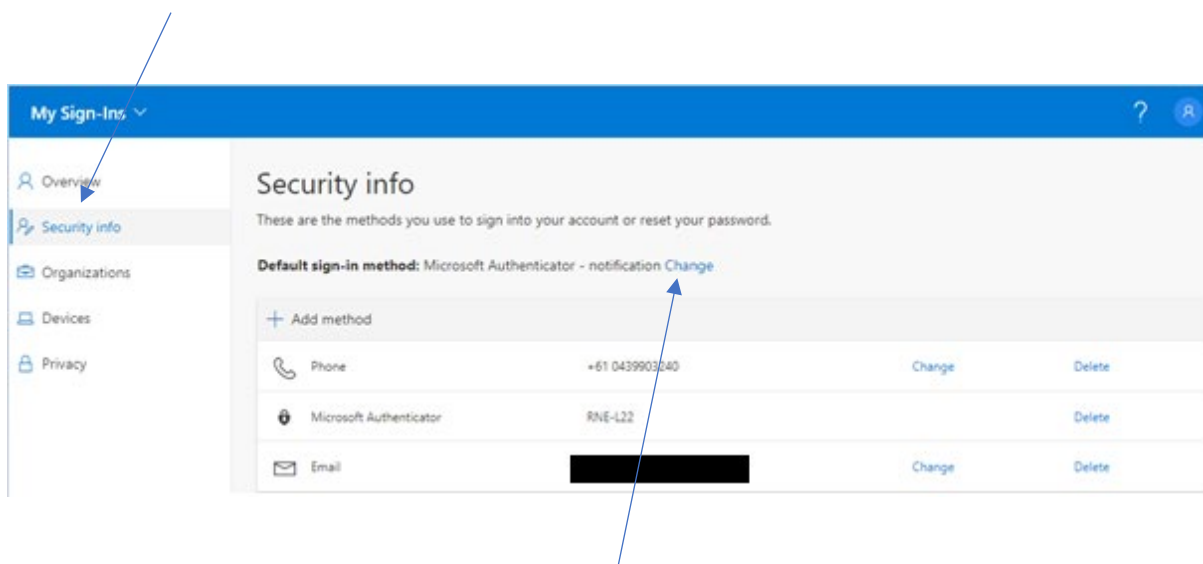 My Sign-Ins
?
Overview
Security info
Organizations
Devices
Privacy
Security info
These are the methods you use to sign into your account or reset your password.
Default sign-in method: Microsoft Authenticator - notification Change
+ Add method
Phone +61 0439903240 Change Delete
Microsoft Authenticator RNE-L22 Delete
Email Change Delete